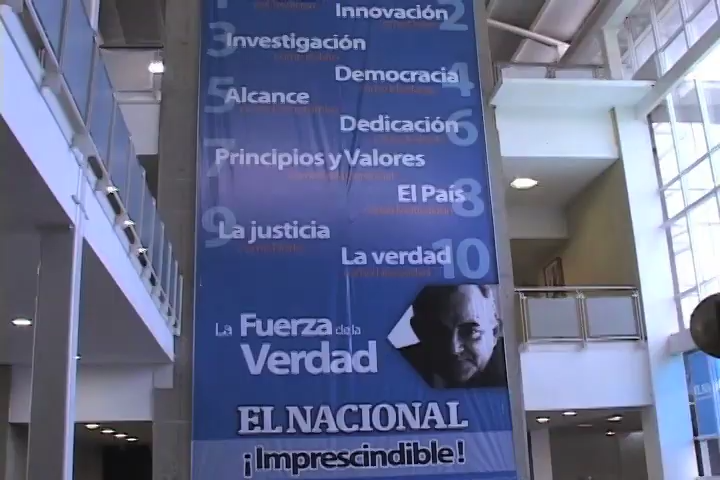 Innovación 2
3 Investigación
Democracia 4
5 Alcance
Dedicación 6
7 Principios y Valores
El País 8
9 La justicia
La verdad 10
La Fuerza de la
Verdad
EL NACIONAL
¡Imprescindible!